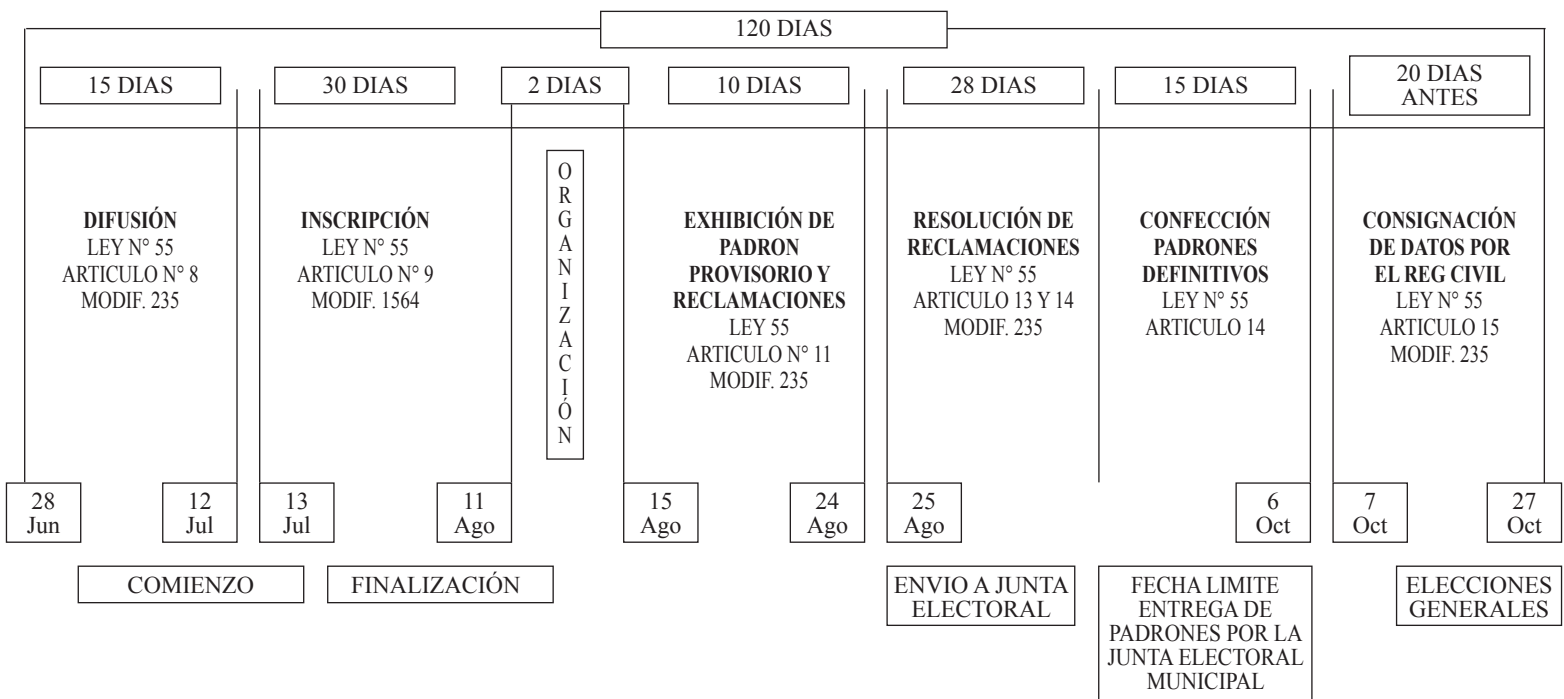 120 DIAS
15 DIAS
30 DIAS
2 DIAS
10 DIAS
28 DIAS
15 DIAS
20 DIAS
ANTES
DIFUSIÓN
LEY N° 55
ARTICULO N° 8
MODIF. 235
INSCRIPCIÓN
LEY N° 55
ARTICULO N° 9
MODIF. 1564
ORGANIZACIÓN
EXHIBICIÓN DE
PADRON
PROVISORIO Y
RECLAMACIONES
LEY 55
ARTICULO N° 11
MODIF. 235
RESOLUCIÓN DE
RECLAMACIONES
LEY N° 55
ARTICULO 13 Y 14
MODIF. 235
CONFECCIÓN
PADRONES
DEFINITIVOS
LEY N° 55
ARTICULO 14
CONSIGNACIÓN
DE DATOS POR
EL REG CIVIL
LEY N° 55
ARTICULO 15
MODIF. 235
28
Jun
12
Jul
13
Jul
11
Ago
15
Ago
24
Ago
25
Ago
6
Oct
7
Oct
27
Oct
COMIENZO
FINALIZACIÓN
ENVIO A JUNTA
ELECTORAL
FECHA LIMITE
ENTREGA DE
PADRONES POR LA
JUNTA ELECTORAL
MUNICIPAL
ELECCIONES
GENERALES